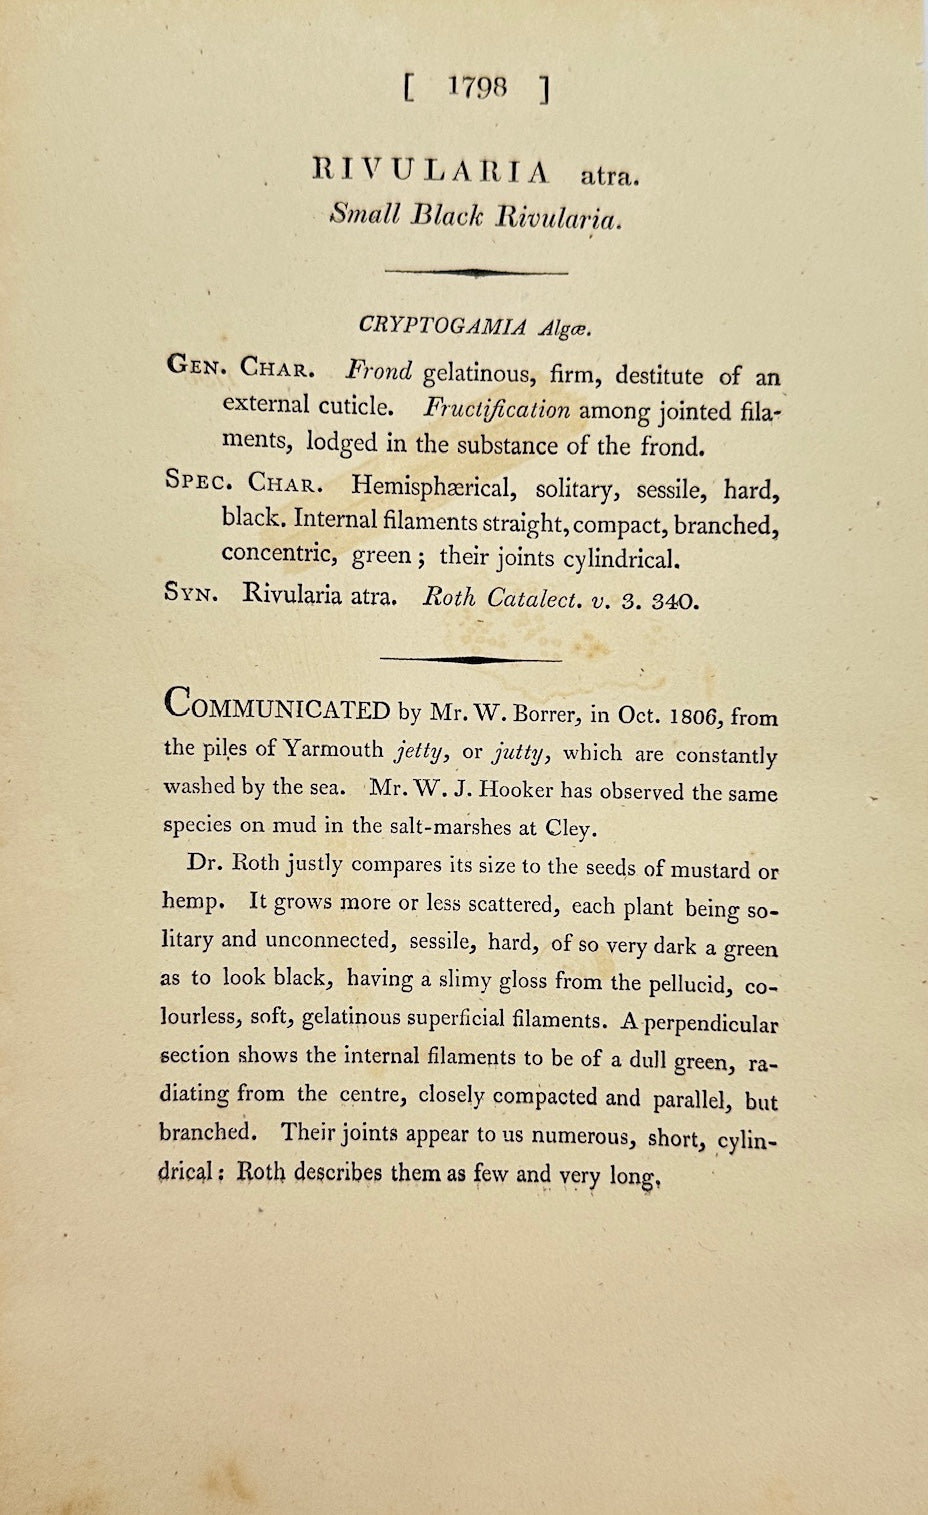 [ 1798 ]
RIVULARIA atra.
Small Black Rivularia.
CRYPTOGAMIA Algæ.
GEN. CHAR. Frond gelatinous, firm, destitute of an
external cuticle. Fructification among jointed fila-
ments, lodged in the substance of the frond.
SPEC. CHAR. Hemisphærical, solitary, sessile, hard,
black. Internal filaments straight, compact, branched,
concentric, green; their joints cylindrical.
SYN. Rivularia atra. Roth Catalect. v. 3. 340.
COMMUNICATED by Mr. W. Borrer, in Oct. 1806, from
the piles of Yarmouth jetty, or jutty, which are constantly
washed by the sea. Mr. W. J. Hooker has observed the same
species on mud in the salt-marshes at Cley.
Dr. Roth justly compares its size to the seeds of mustard or
hemp. It grows more or less scattered, each plant being so-
litary and unconnected, sessile, hard, of so very dark a green
as to look black, having a slimy gloss from the pellucid, co-
lourless, soft, gelatinous superficial filaments. A perpendicular
section shows the internal filaments to be of a dull green, ra-
diating from the centre, closely compacted and parallel, but
branched. Their joints appear to us numerous, short, cylin-
drical: Roth describes them as few and very long.